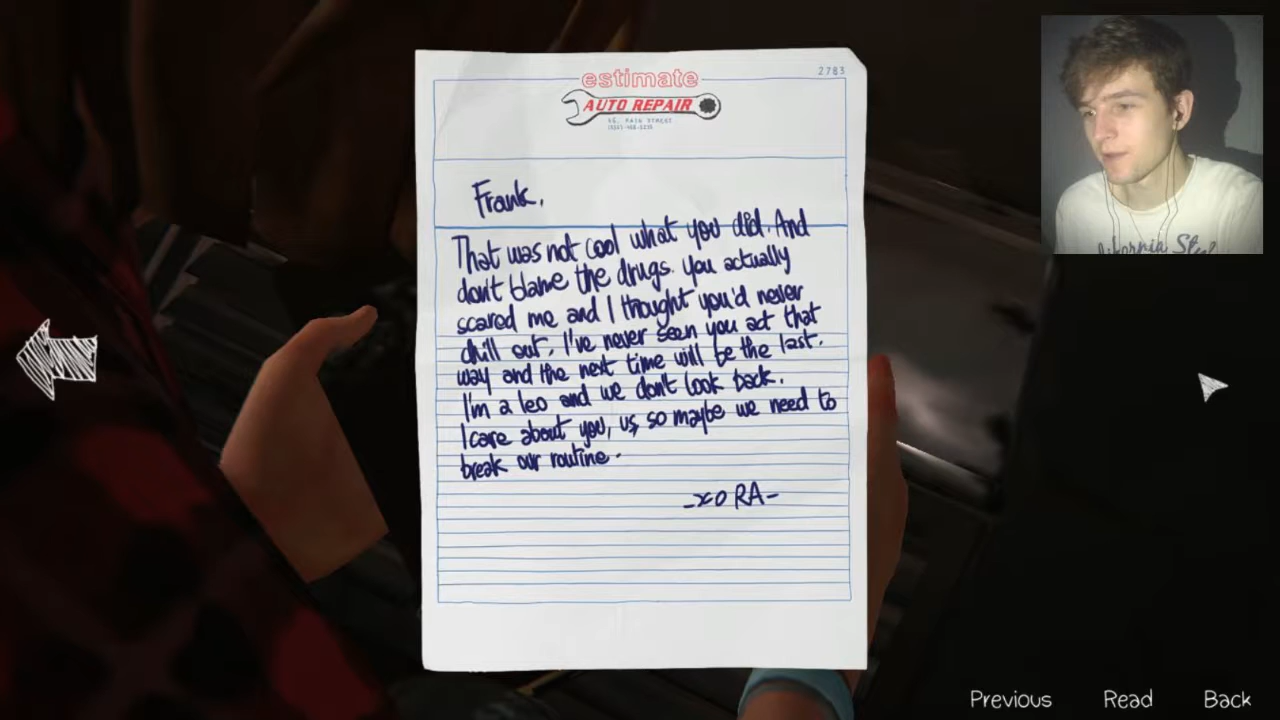 estimate
2783
AUTO REPAIR
Frank,
That was not cool what you did. And
don't blame the drugs. you actually
scared me and I thought you'd never
chill out. I've never seen you act that
way and the next time will be the last.
I'm a leo and we don't look back.
I care about you, us, so maybe we need to
break our routine.
-xo RA-
Previous Read Back